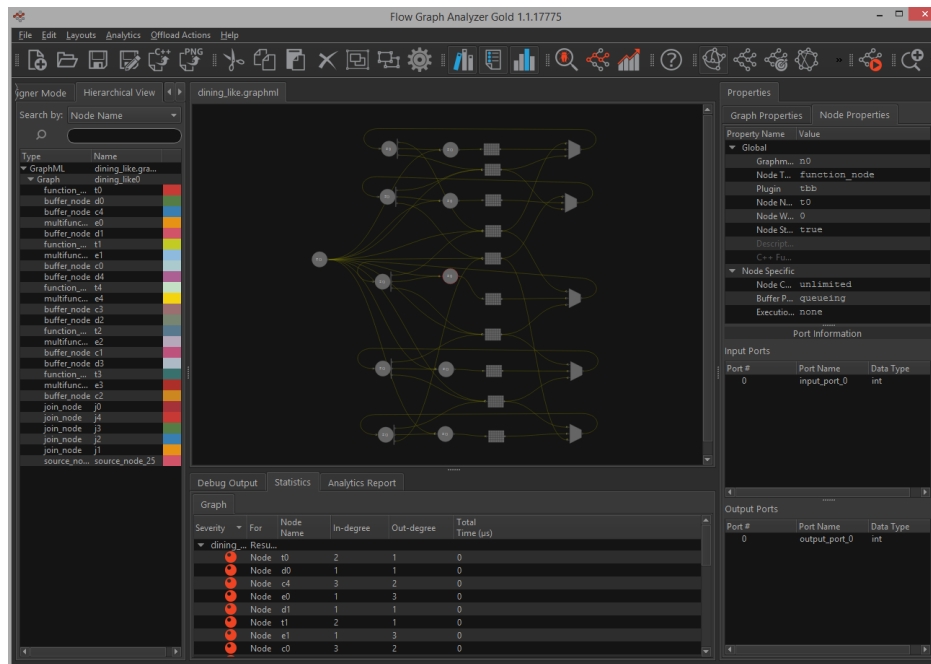 Flow Graph Analyzer Gold 1.1.17775
File Edit Layouts Analytics Offload Actions Help
C++ PNG
igner Mode Hierarchical View dining_like.graphml Properties
Search by: Node Name
Graph Properties Node Properties
Property Name Value
Global
Graphm... n0
Node T... function_node
Plugin tbb
Node N... t0
Node W... 0
Node St... true
Descript...
C++ Fu...
Node Specific
Node C... unlimited
Buffer P... queueing
Executio... none
Port Information
Input Ports
Port # Port Name Data Type
0 input_port_0 int
Output Ports
Port # Port Name Data Type
0 output_port_0 int
Type Name
GraphML dining_like.gra...
Graph dining_like0
function_... t0
buffer_node d0
buffer_node c4
multifunc... e0
buffer_node d1
function_... t1
multifunc... e1
buffer_node c0
buffer_node d4
function_... t4
multifunc... e4
buffer_node c3
buffer_node d2
function_... t2
multifunc... e2
buffer_node c1
buffer_node d3
function_... t3
multifunc... e3
buffer_node c2
join_node j0
join_node j4
join_node j3
join_node j2
join_node j1
source_no... source_node_25
Debug Output Statistics Analytics Report
Graph
Severity For Node Name In-degree Out-degree Total Time (μs)
dining_... Resu...
Node t0 2 1 0
Node d0 1 1 0
Node c4 3 2 0
Node e0 1 3 0
Node d1 1 1 0
Node t1 2 1 0
Node e1 1 3 0
Node c0 3 2 0